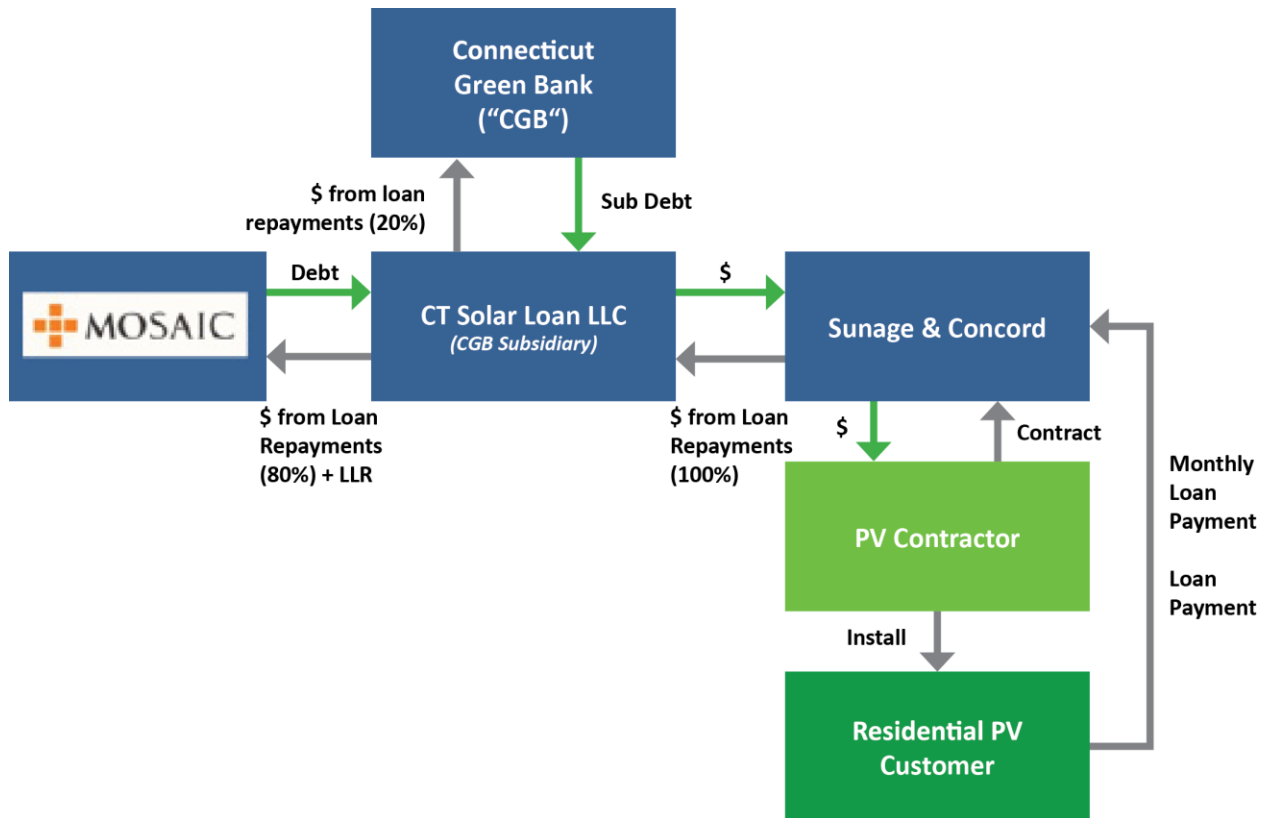 Connecticut
Green Bank
(“CGB“)
$ from loan
repayments (20%)
Sub Debt
MOSAIC
Debt
CT Solar Loan LLC
(CGB Subsidiary)
$
Sunage & Concord
$ from Loan
Repayments
(80%) + LLR
$ from Loan
Repayments
(100%)
$
Contract
PV Contractor
Monthly
Loan
Payment
Loan
Payment
Install
Residential PV
Customer